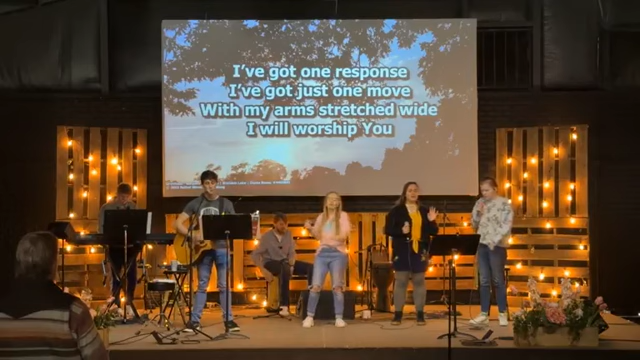 I've got one response
I've got just one move
With my arms stretched wide
I will worship You